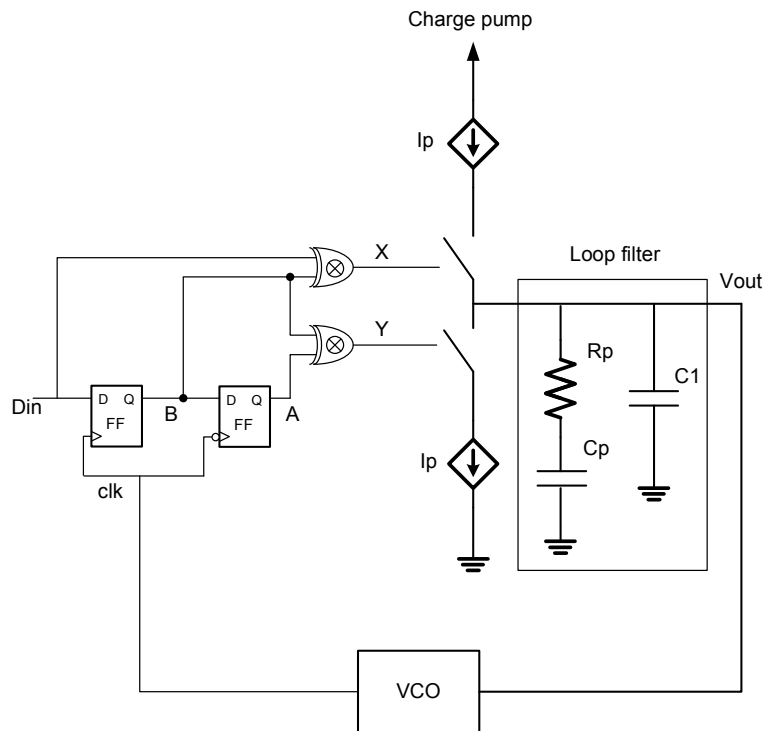 Charge pump
Ip
X
Loop filter
Vout
Y
Rp
C1
Din
D Q
FF
B
D Q
FF
A
Ip
Cp
clk
VCO